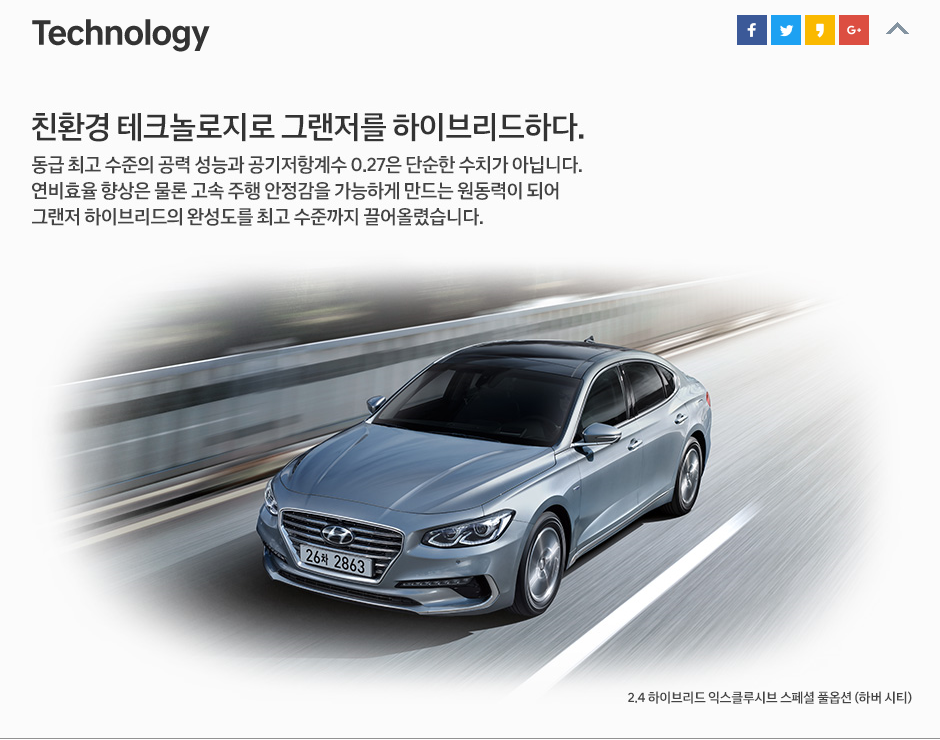 Technology
친환경 테크놀로지로 그랜저를 하이브리드하다.
동급 최고 수준의 공력 성능과 공기저항계수 0.27은 단순한 수치가 아닙니다.
연비효율 향상은 물론 고속 주행 안정감을 가능하게 만드는 원동력이 되어
그랜저 하이브리드의 완성도를 최고 수준까지 끌어올렸습니다.
26차 2863
2.4 하이브리드 익스클루시브 스페셜 풀옵션 (하버 시티)